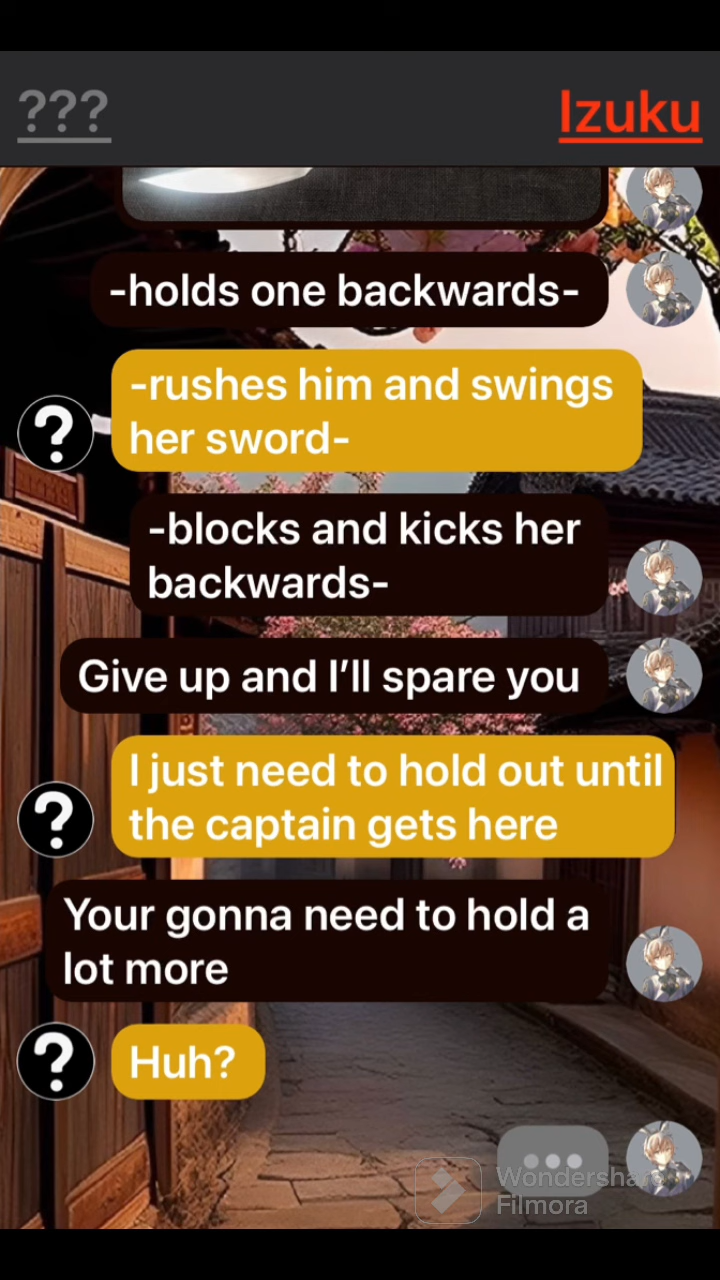 ???
Izuku
-holds one backwards-
-rushes him and swings
her sword-
-blocks and kicks her
backwards-
Give up and I’ll spare you
I just need to hold out until
the captain gets here
Your gonna need to hold a
lot more
Huh?
Wondershare
Filmora